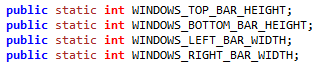 public static int WINDOWS_TOP_BAR_HEIGHT;
public static int WINDOWS_BOTTOM_BAR_HEIGHT;
public static int WINDOWS_LEFT_BAR_WIDTH;
public static int WINDOWS_RIGHT_BAR_WIDTH;